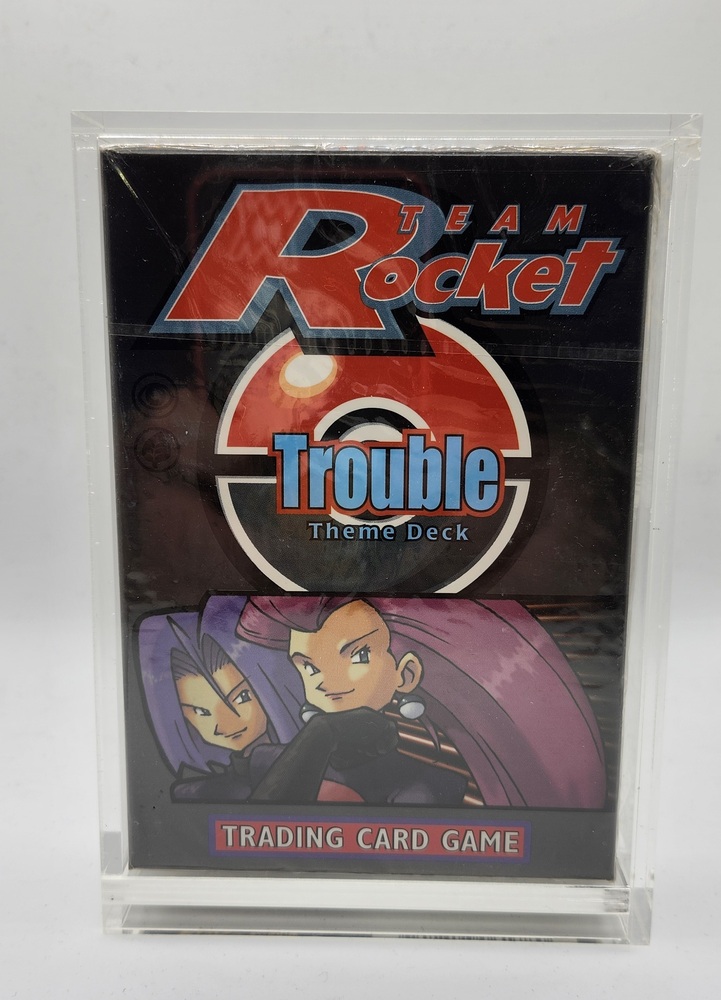 TEAM
Rocket
Trouble
Theme Deck
TRADING CARD GAME